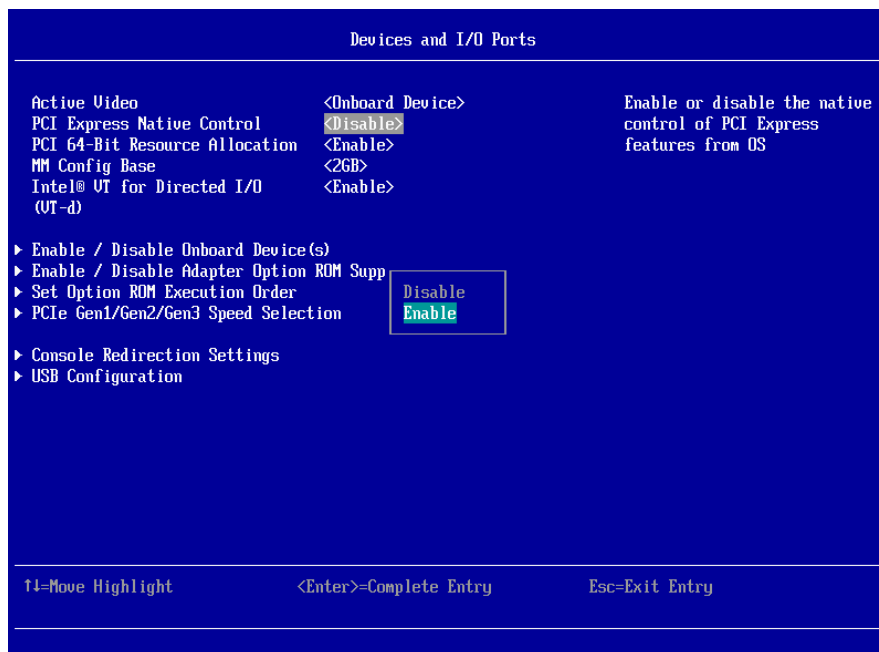 Devices and I/O Ports
Active Video <Onboard Device> Enable or disable the native
PCI Express Native Control <Disable> control of PCI Express
PCI 64-Bit Resource Allocation <Enable> features from OS
MM Config Base <2GB>
Intel® VT for Directed I/O <Enable>
(VT-d)
Enable / Disable Onboard Device(s)
Enable / Disable Adapter Option ROM Supp
Set Option ROM Execution Order
PCIe Gen1/Gen2/Gen3 Speed Selection
Disable
Enable
Console Redirection Settings
USB Configuration
↑↓=Move Highlight <Enter>=Complete Entry Esc=Exit Entry